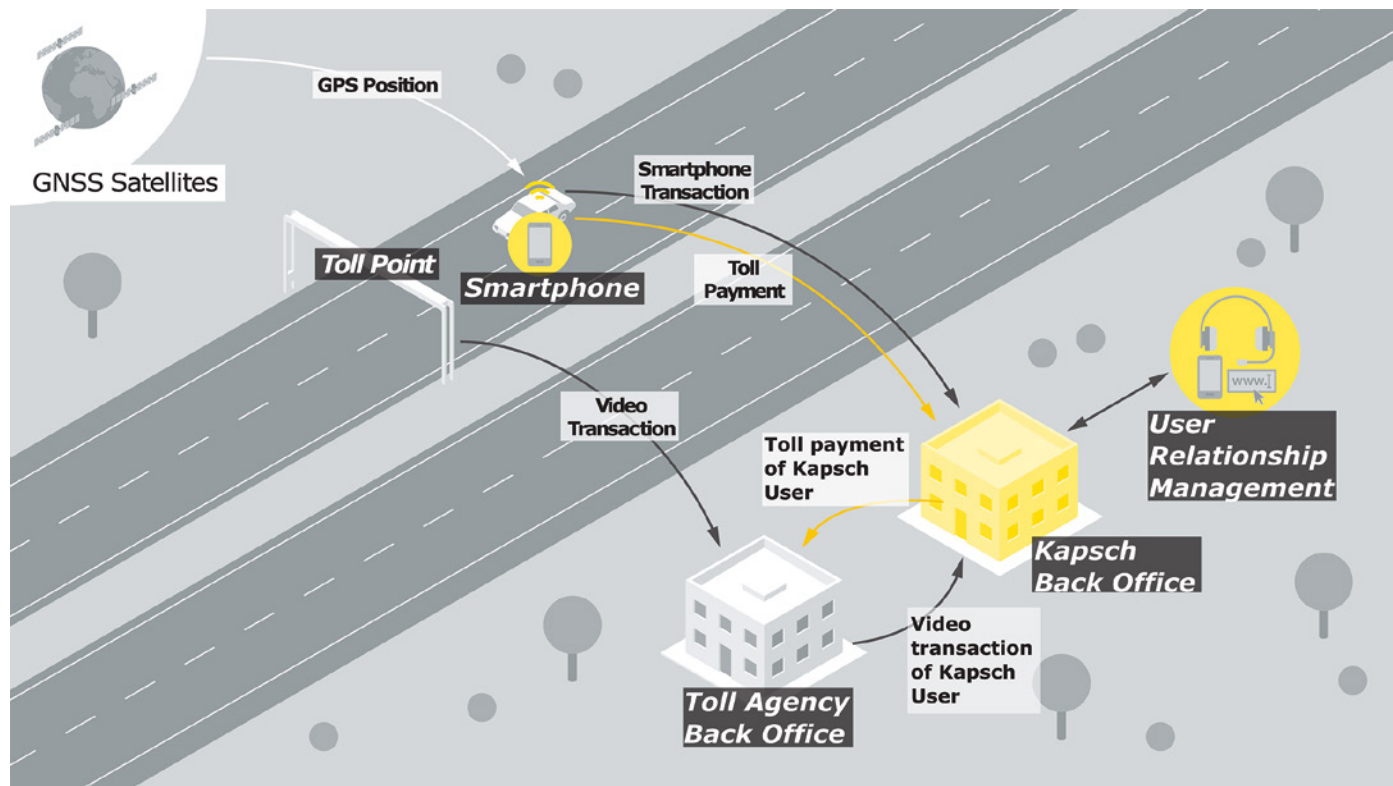 GPS Position
GNSS Satellites
Smartphone
Transaction
Toll Point
Smartphone
Toll
Payment
Video
Transaction
www.
Toll payment
of Kapsch
User
User
Relationship
Management
Kapsch
Back Office
Video
transaction
of Kapsch
User
Toll Agency
Back Office